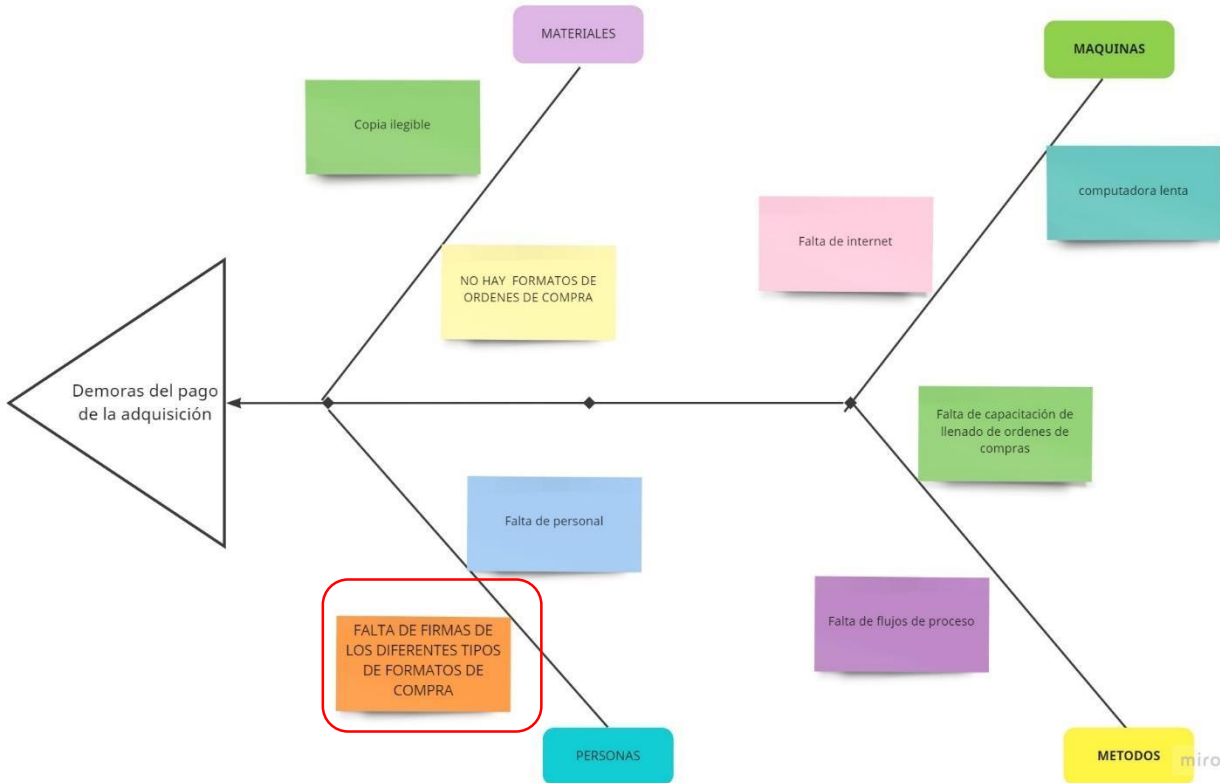 MATERIALES
MAQUINAS
Copia ilegible
computadora lenta
Falta de internet
NO HAY FORMATOS DE
ORDENES DE COMPRA
Demoras del pago
de la adquisición
Falta de capacitación de
llenado de ordenes de
compras
Falta de personal
FALTA DE FIRMAS DE
LOS DIFERENTES TIPOS
DE FORMATOS DE
COMPRA
Falta de flujos de proceso
PERSONAS
METODOS
miro